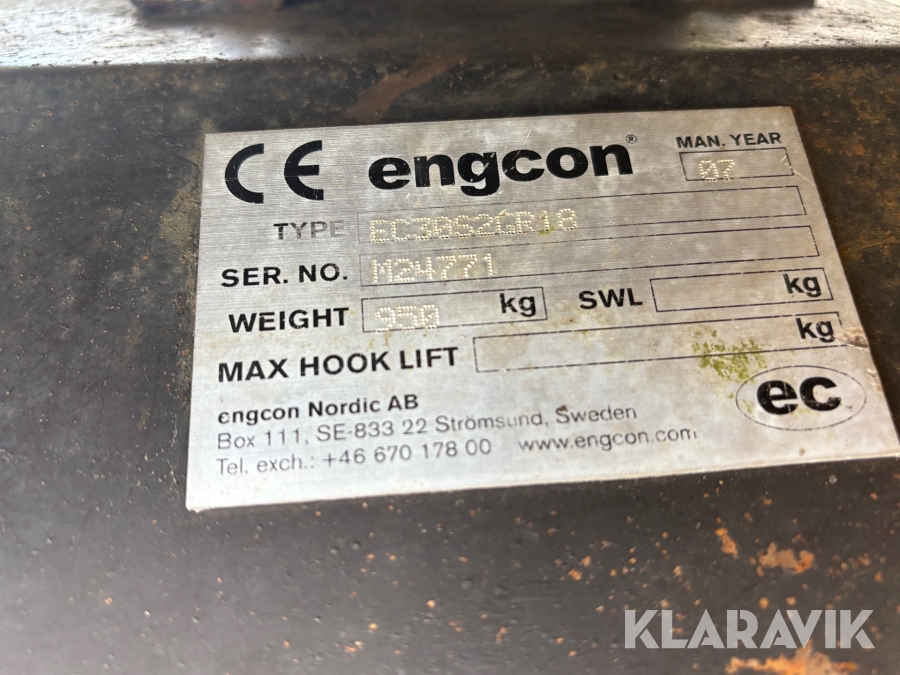 CE engcon® MAN. YEAR
07
TYPE EC30S2GR18
SER. NO. M24771
WEIGHT 950 kg SWL kg
MAX HOOK LIFT kg
engcon Nordic AB
Box 111, SE-833 22 Strömsund, Sweden
Tel. exch.: +46 670 178 00 www.engcon.com
ec
KLARAVIK